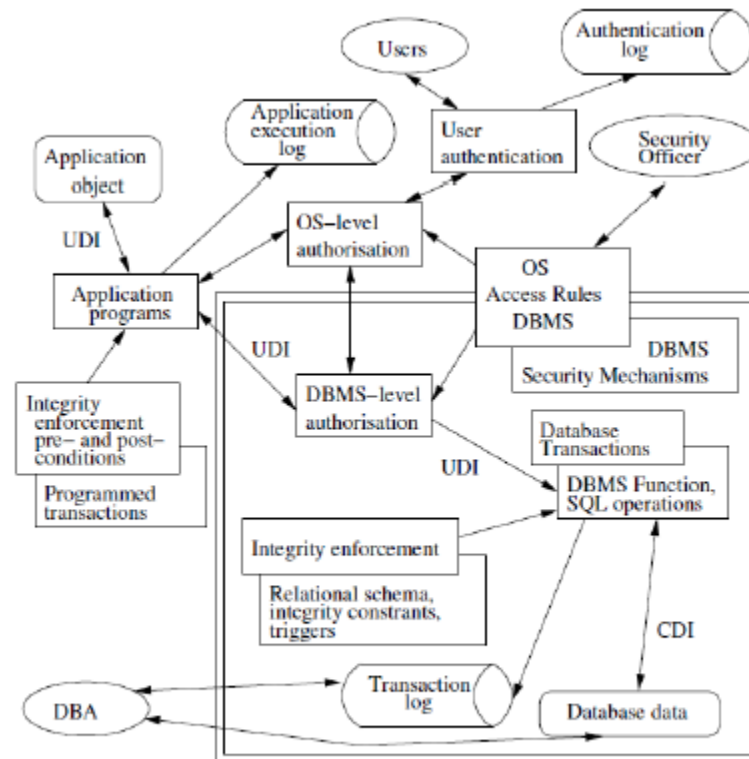 Users
Authentication
log
Application
execution
log
User
authentication
Security
Officer
Application
object
UDI
OS-level
authorisation
OS
Access Rules
DBMS
Application
programs
UDI
DBMS
Security Mechanisms
DBMS-level
authorisation
Integrity
enforcement
pre- and post-
conditions
Programmed
transactions
UDI
Database
Transactions
DBMS Function,
SQL operations
Integrity enforcement
Relational schema,
integrity constraints,
triggers
CDI
Transaction
log
DBA
Database data